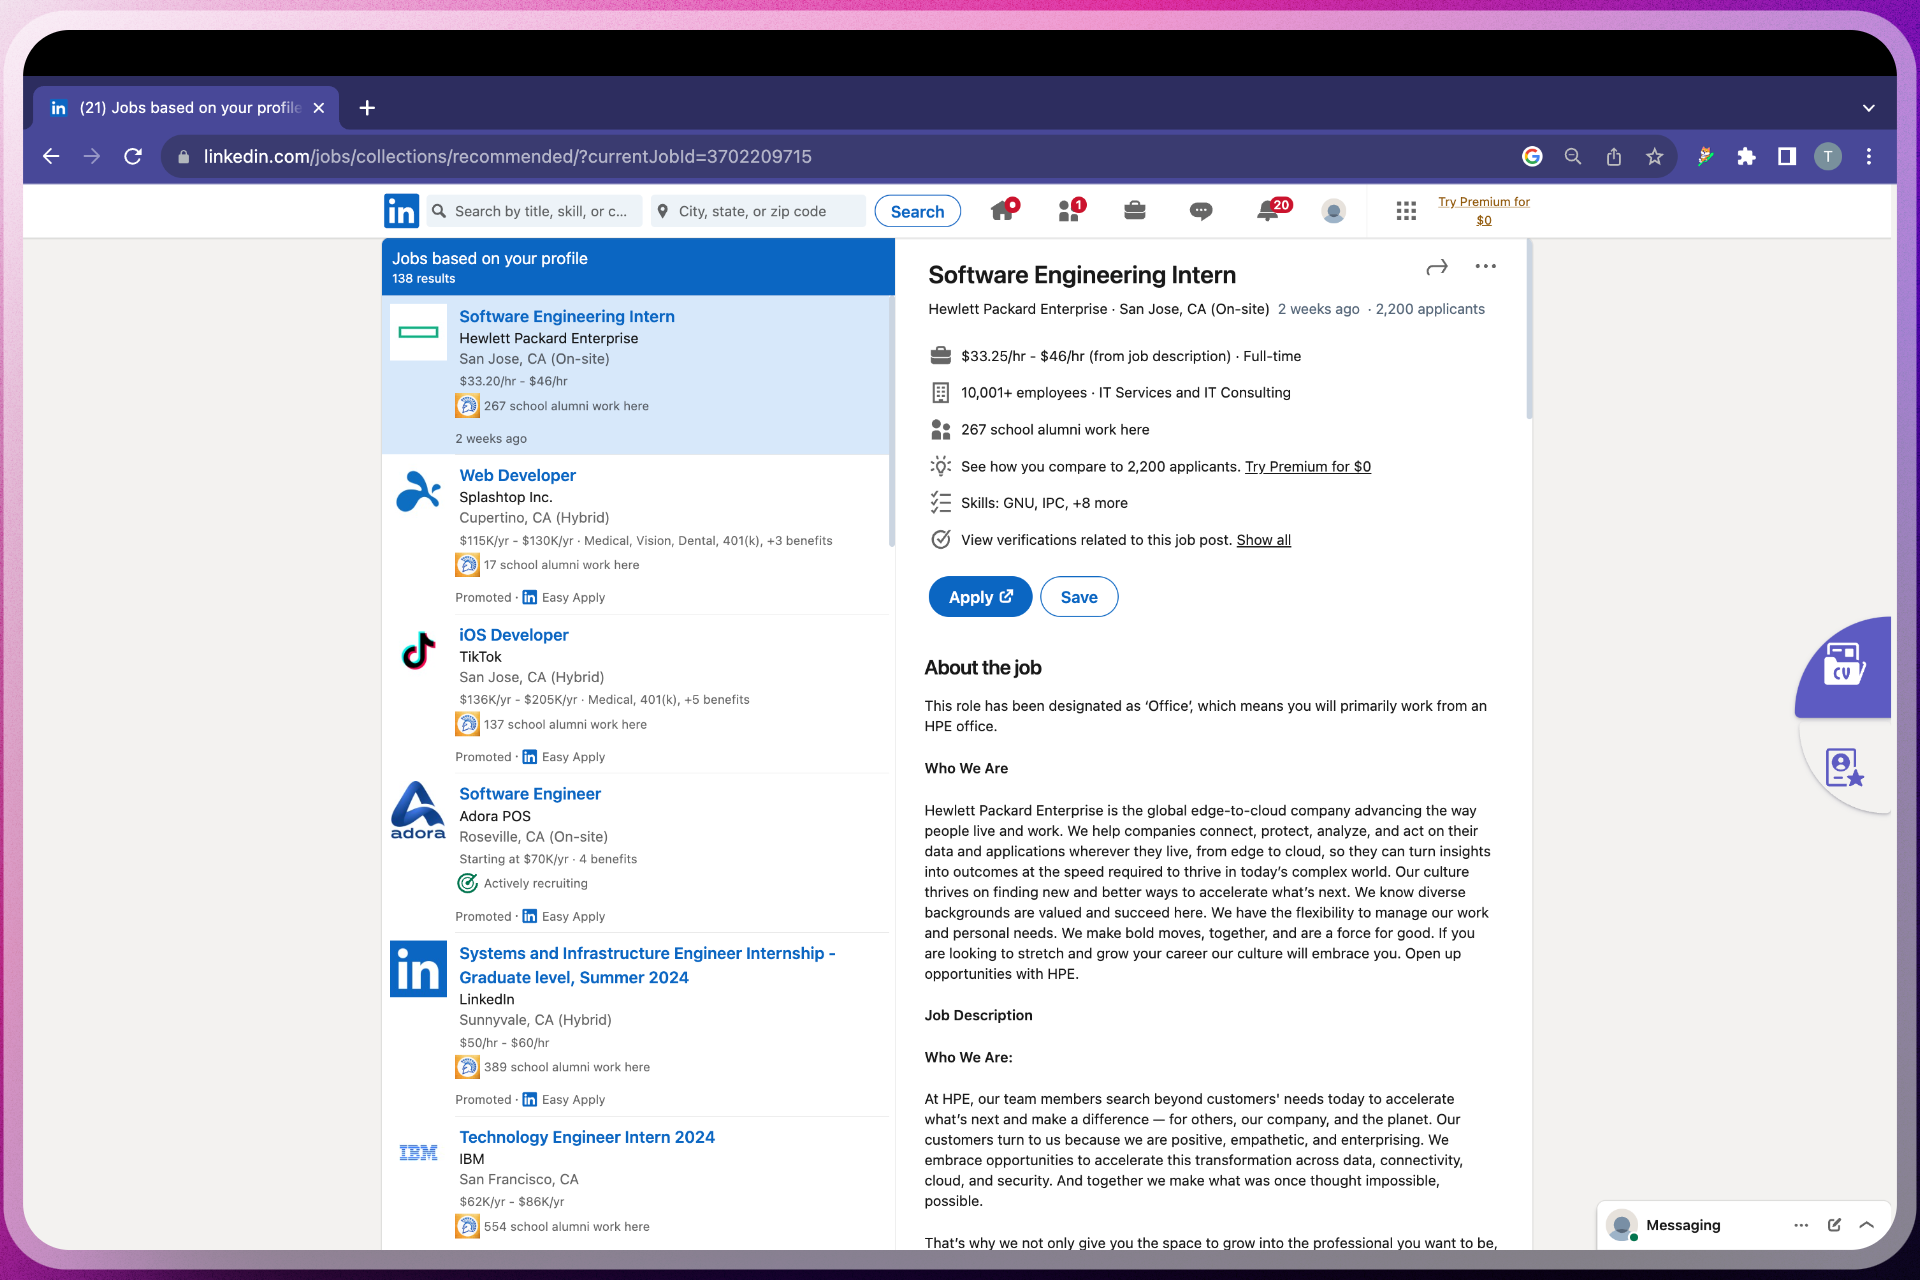 (21) Jobs based on your profile
linkedin.com/jobs/collections/recommended/?currentJobId=3702209715
T
in
Search by title, skill, or c...
City, state, or zip code
Search
1
20
Try Premium for
$0
Jobs based on your profile
138 results
Software Engineering Intern
Hewlett Packard Enterprise
San Jose, CA (On-site)
$33.20/hr - $46/hr
267 school alumni work here
2 weeks ago
Web Developer
Splashtop Inc.
Cupertino, CA (Hybrid)
$115K/yr - $130K/yr · Medical, Vision, Dental, 401(k), +3 benefits
17 school alumni work here
Promoted · in Easy Apply
iOS Developer
TikTok
San Jose, CA (Hybrid)
$136K/yr - $205K/yr · Medical, 401(k), +5 benefits
137 school alumni work here
Promoted · in Easy Apply
adora
Software Engineer
Adora POS
Roseville, CA (On-site)
Starting at $70K/yr · 4 benefits
Actively recruiting
Promoted · in Easy Apply
in
Systems and Infrastructure Engineer Internship -
Graduate level, Summer 2024
LinkedIn
Sunnyvale, CA (Hybrid)
$50/hr - $60/hr
389 school alumni work here
Promoted · in Easy Apply
IBM
Technology Engineer Intern 2024
IBM
San Francisco, CA
$62K/yr - $86K/yr
554 school alumni work here
Software Engineering Intern
Hewlett Packard Enterprise · San Jose, CA (On-site) 2 weeks ago · 2,200 applicants
$33.25/hr - $46/hr (from job description) · Full-time
10,001+ employees · IT Services and IT Consulting
267 school alumni work here
See how you compare to 2,200 applicants. Try Premium for $0
Skills: GNU, IPC, +8 more
View verifications related to this job post. Show all
Apply
Save
About the job
This role has been designated as ‘Office’, which means you will primarily work from an
HPE office.
Who We Are
Hewlett Packard Enterprise is the global edge-to-cloud company advancing the way
people live and work. We help companies connect, protect, analyze, and act on their
data and applications wherever they live, from edge to cloud, so they can turn insights
into outcomes at the speed required to thrive in today’s complex world. Our culture
thrives on finding new and better ways to accelerate what’s next. We know diverse
backgrounds are valued and succeed here. We have the flexibility to manage our work
and personal needs. We make bold moves, together, and are a force for good. If you
are looking to stretch and grow your career our culture will embrace you. Open up
opportunities with HPE.
Job Description
Who We Are:
At HPE, our team members search beyond customers' needs today to accelerate
what’s next and make a difference — for others, our company, and the planet. Our
customers turn to us because we are positive, empathetic, and enterprising. We
embrace opportunities to accelerate this transformation across data, connectivity,
cloud, and security. And together we make what was once thought impossible,
possible.
That’s why we not only give you the space to grow into the professional you want to be,
CV
Messaging